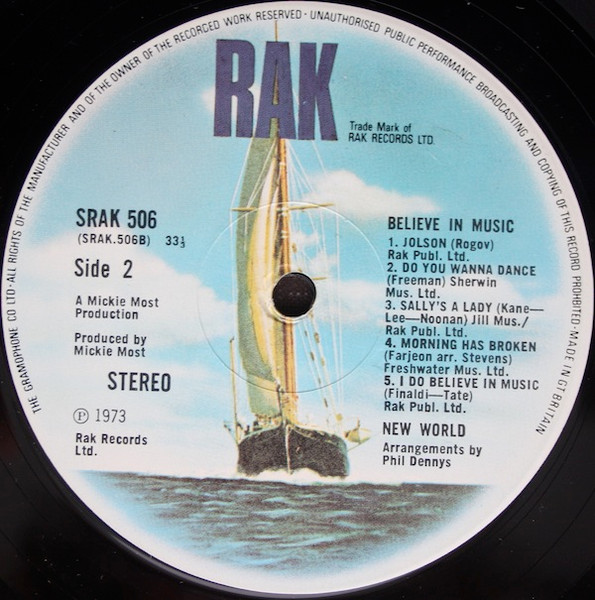 THE GRAMOPHONE CO LTD·ALL RIGHTS OF THE MANUFACTURER AND OF THE OWNER OF THE RECORDED WORK RESERVED·UNAUTHORISED PUBLIC PERFORMANCE BROADCASTING AND COPYING OF THIS RECORD PROHIBITED·MADE IN GT BRITAIN
RAK
Trade Mark of
RAK RECORDS LTD.
SRAK 506
(SRAK.506B) 33⅓
Side 2
A Mickie Most
Production
Produced by
Mickie Most
STEREO
Ⓟ 1973
Rak Records
Ltd.
BELIEVE IN MUSIC
1. JOLSON (Rogov)
Rak Publ. Ltd.
2. DO YOU WANNA DANCE
(Freeman) Sherwin
Mus. Ltd.
3. SALLY'S A LADY (Kane—
Lee—Noonan) Jill Mus./
Rak Publ. Ltd.
4. MORNING HAS BROKEN
(Farjeon arr. Stevens)
Freshwater Mus. Ltd.
5. I DO BELIEVE IN MUSIC
(Finaldi—Tate)
Rak Publ. Ltd.
NEW WORLD
Arrangements by
Phil Dennys